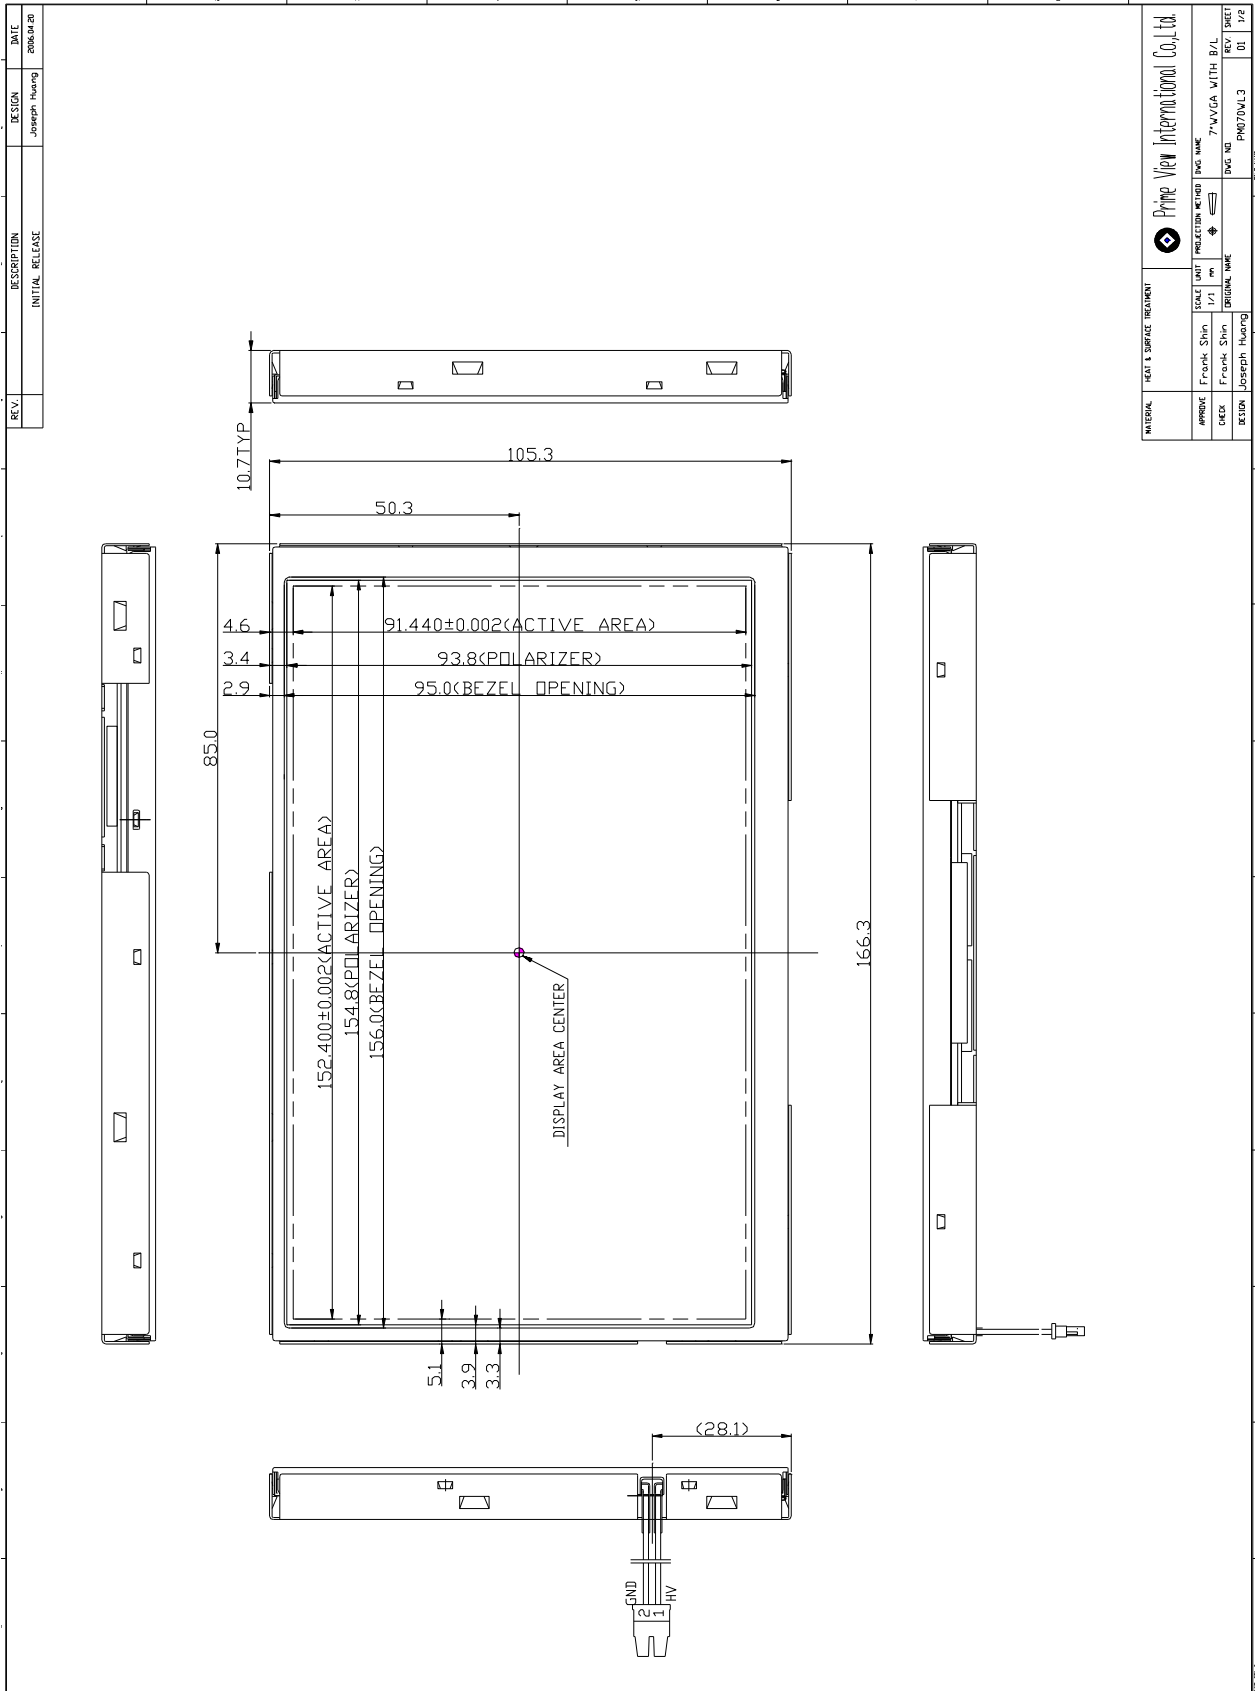 REV.
DESCRIPTION
DESIGN
DATE
INITIAL RELEASE
Joseph Huang
2006.04.20
MATERIAL
HEAT & SURFACE TREATMENT
Prime View International Co.,Ltd.
APPROVE
Frank Shin
SCALE
UNIT
PROJECTION METHOD
DWG. NAME
1/1
mm
7"WVGA WITH B/L
CHECK
Frank Shin
ORIGINAL NAME
DWG. NO.
REV.
SHEET
PM070WL3
01
1/2
DESIGN
Joseph Huang
10.7TYP
105.3
50.3
4.6
91.440±0.002(ACTIVE AREA)
3.4
93.8(POLARIZER)
2.9
95.0(BEZEL OPENING)
85.0
152.400±0.002(ACTIVE AREA)
154.8(POLARIZER)
156.0(BEZEL OPENING)
166.3
DISPLAY AREA CENTER
5.1
3.9
3.3
(28.1)
GND
HV
2
1